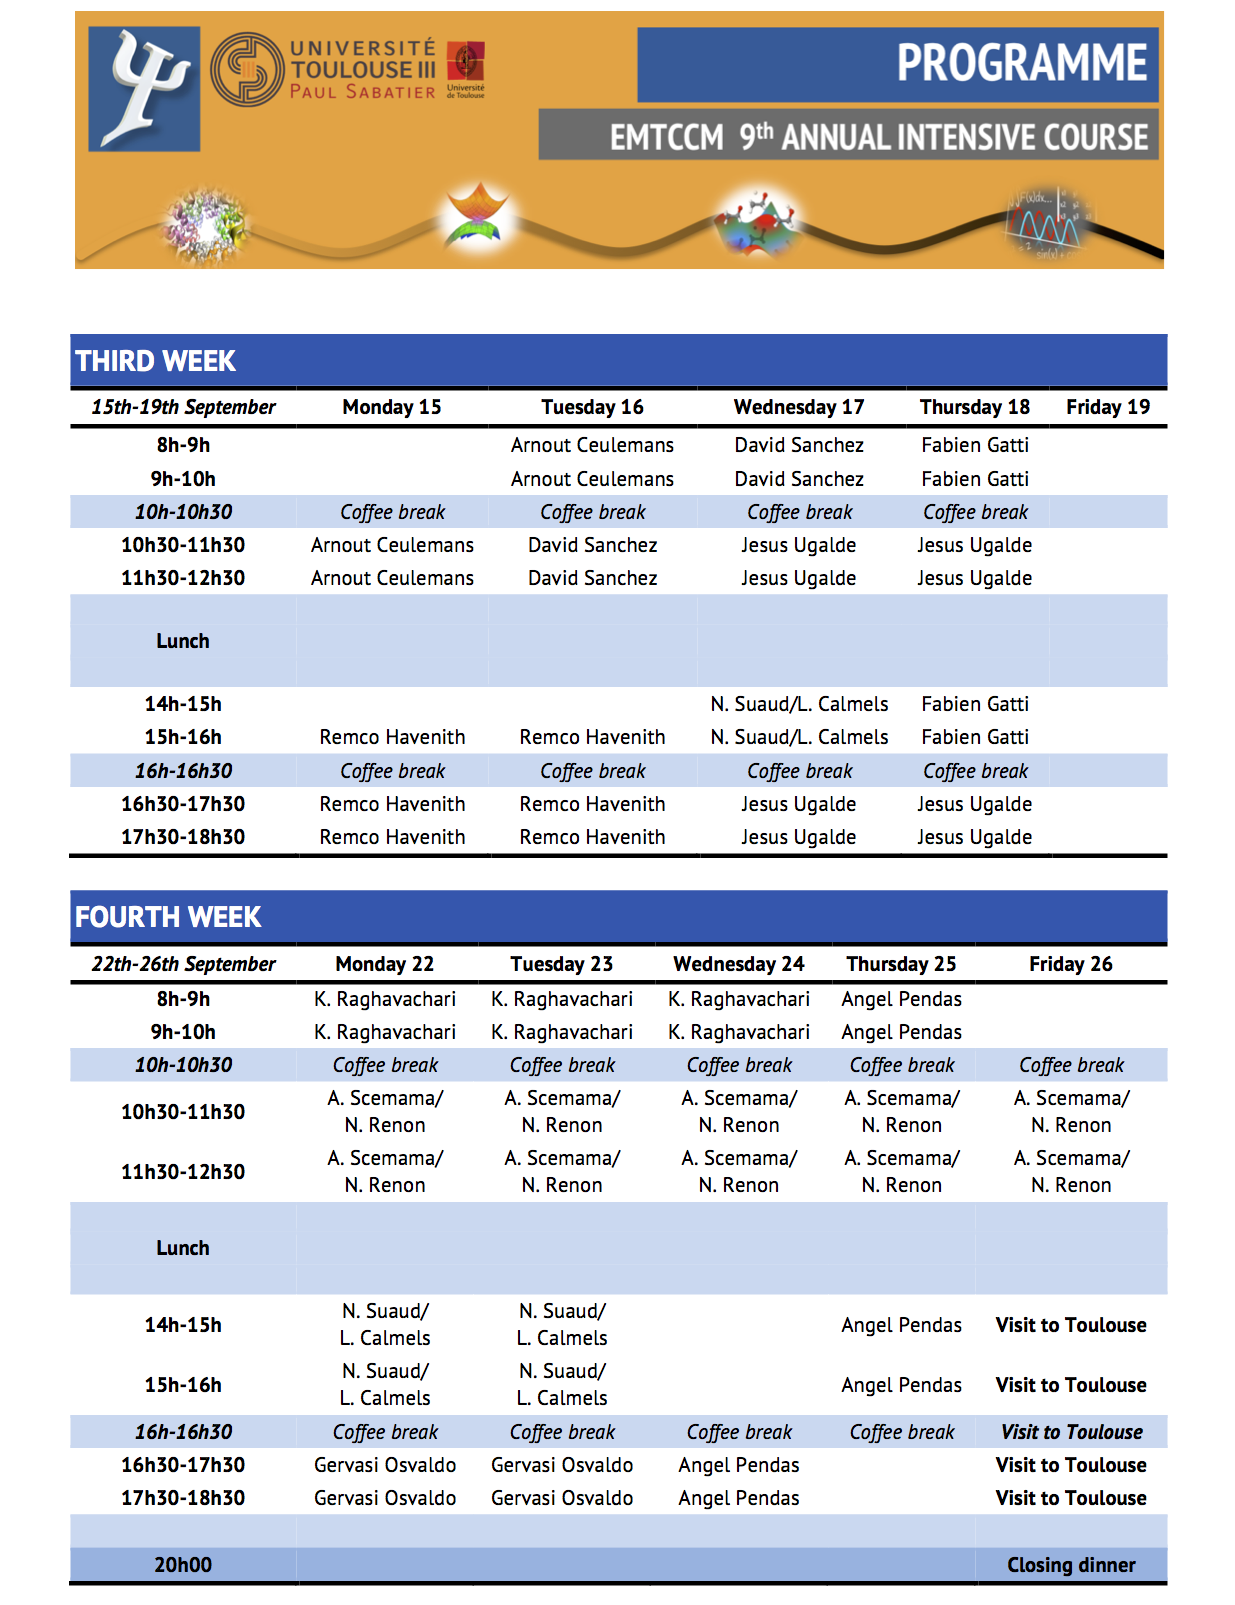 UNIVERSITÉ
TOULOUSE III
PAUL SABATIER
Université
de Toulouse
PROGRAMME
EMTCCM 9th ANNUAL INTENSIVE COURSE
THIRD WEEK
15th-19th September Monday 15 Tuesday 16 Wednesday 17 Thursday 18 Friday 19
8h-9h Arnout Ceulemans David Sanchez Fabien Gatti
9h-10h Arnout Ceulemans David Sanchez Fabien Gatti
10h-10h30 Coffee break Coffee break Coffee break Coffee break
10h30-11h30 Arnout Ceulemans David Sanchez Jesus Ugalde Jesus Ugalde
11h30-12h30 Arnout Ceulemans David Sanchez Jesus Ugalde Jesus Ugalde
Lunch
14h-15h N. Suaud/L. Calmels Fabien Gatti
15h-16h Remco Havenith Remco Havenith N. Suaud/L. Calmels Fabien Gatti
16h-16h30 Coffee break Coffee break Coffee break Coffee break
16h30-17h30 Remco Havenith Remco Havenith Jesus Ugalde Jesus Ugalde
17h30-18h30 Remco Havenith Remco Havenith Jesus Ugalde Jesus Ugalde
FOURTH WEEK
22th-26th September Monday 22 Tuesday 23 Wednesday 24 Thursday 25 Friday 26
8h-9h K. Raghavachari K. Raghavachari K. Raghavachari Angel Pendas
9h-10h K. Raghavachari K. Raghavachari K. Raghavachari Angel Pendas
10h-10h30 Coffee break Coffee break Coffee break Coffee break Coffee break
A. Scemama/ A. Scemama/ A. Scemama/ A. Scemama/ A. Scemama/
10h30-11h30
N. Renon N. Renon N. Renon N. Renon N. Renon
A. Scemama/ A. Scemama/ A. Scemama/ A. Scemama/ A. Scemama/
11h30-12h30
N. Renon N. Renon N. Renon N. Renon N. Renon
Lunch
N. Suaud/ N. Suaud/
14h-15h Angel Pendas Visit to Toulouse
L. Calmels L. Calmels
N. Suaud/ N. Suaud/
15h-16h Angel Pendas Visit to Toulouse
L. Calmels L. Calmels
16h-16h30 Coffee break Coffee break Coffee break Coffee break Visit to Toulouse
16h30-17h30 Gervasi Osvaldo Gervasi Osvaldo Angel Pendas Visit to Toulouse
17h30-18h30 Gervasi Osvaldo Gervasi Osvaldo Angel Pendas Visit to Toulouse
20h00 Closing dinner